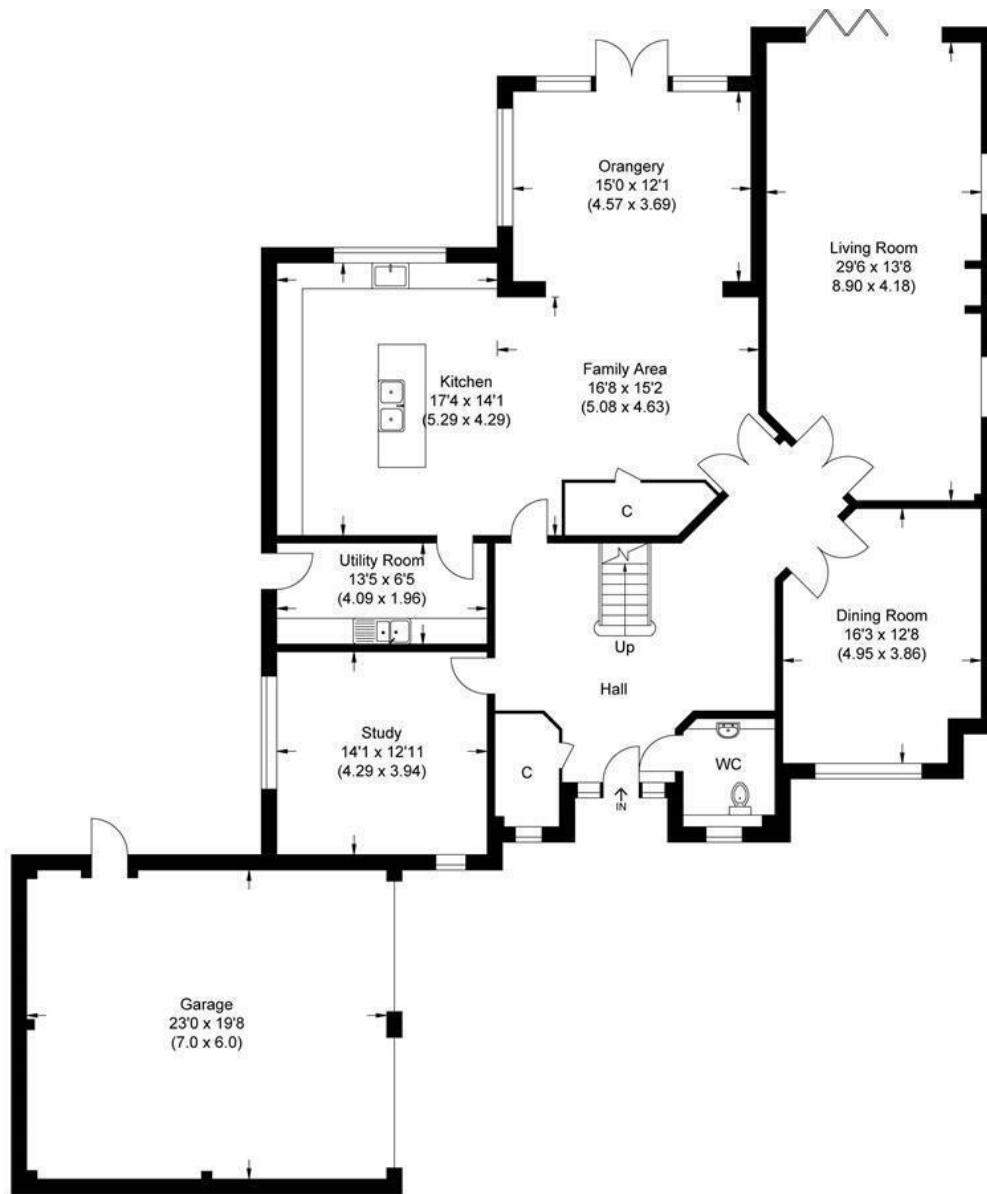 Orangery
15'0 x 12'1
(4.57 x 3.69)
Living Room
29'6 x 13'8
8.90 x 4.18)
Kitchen
17'4 x 14'1
(5.29 x 4.29)
Family Area
16'8 x 15'2
(5.08 x 4.63)
C
Utility Room
13'5 x 6'5
(4.09 x 1.96)
Up
Hall
Dining Room
16'3 x 12'8
(4.95 x 3.86)
Study
14'1 x 12'11
(4.29 x 3.94)
C
IN
WC
Garage
23'0 x 19'8
(7.0 x 6.0)